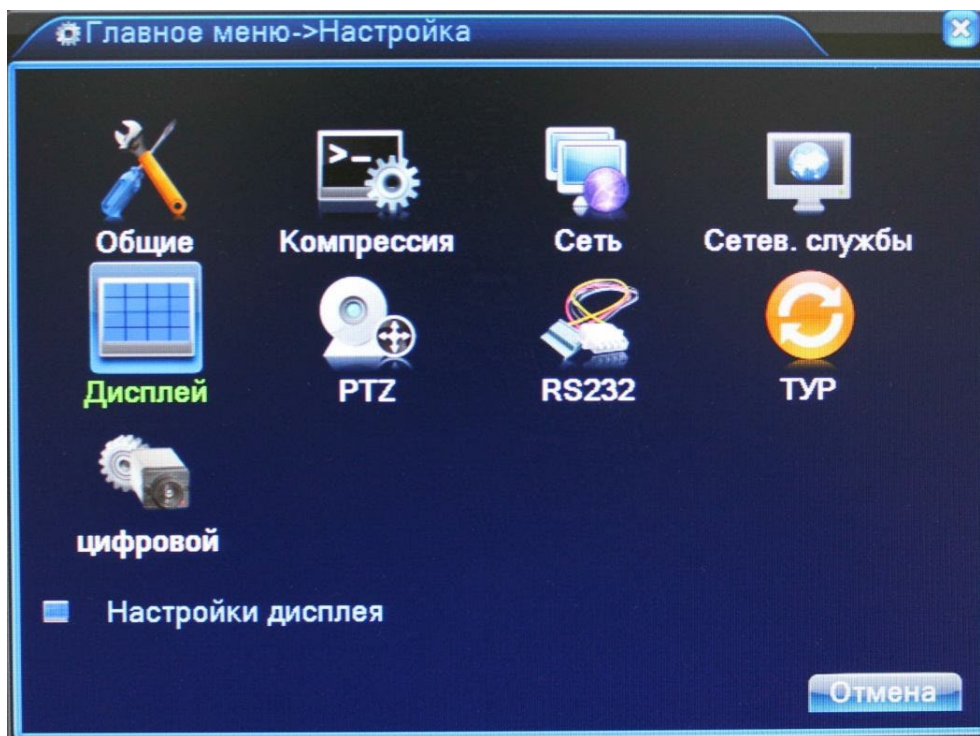 Главное меню->Настройка
>_
Общие Компрессия Сеть Сетев. службы
Дисплей PTZ RS232 ТУР
цифровой
Настройки дисплея
Отмена